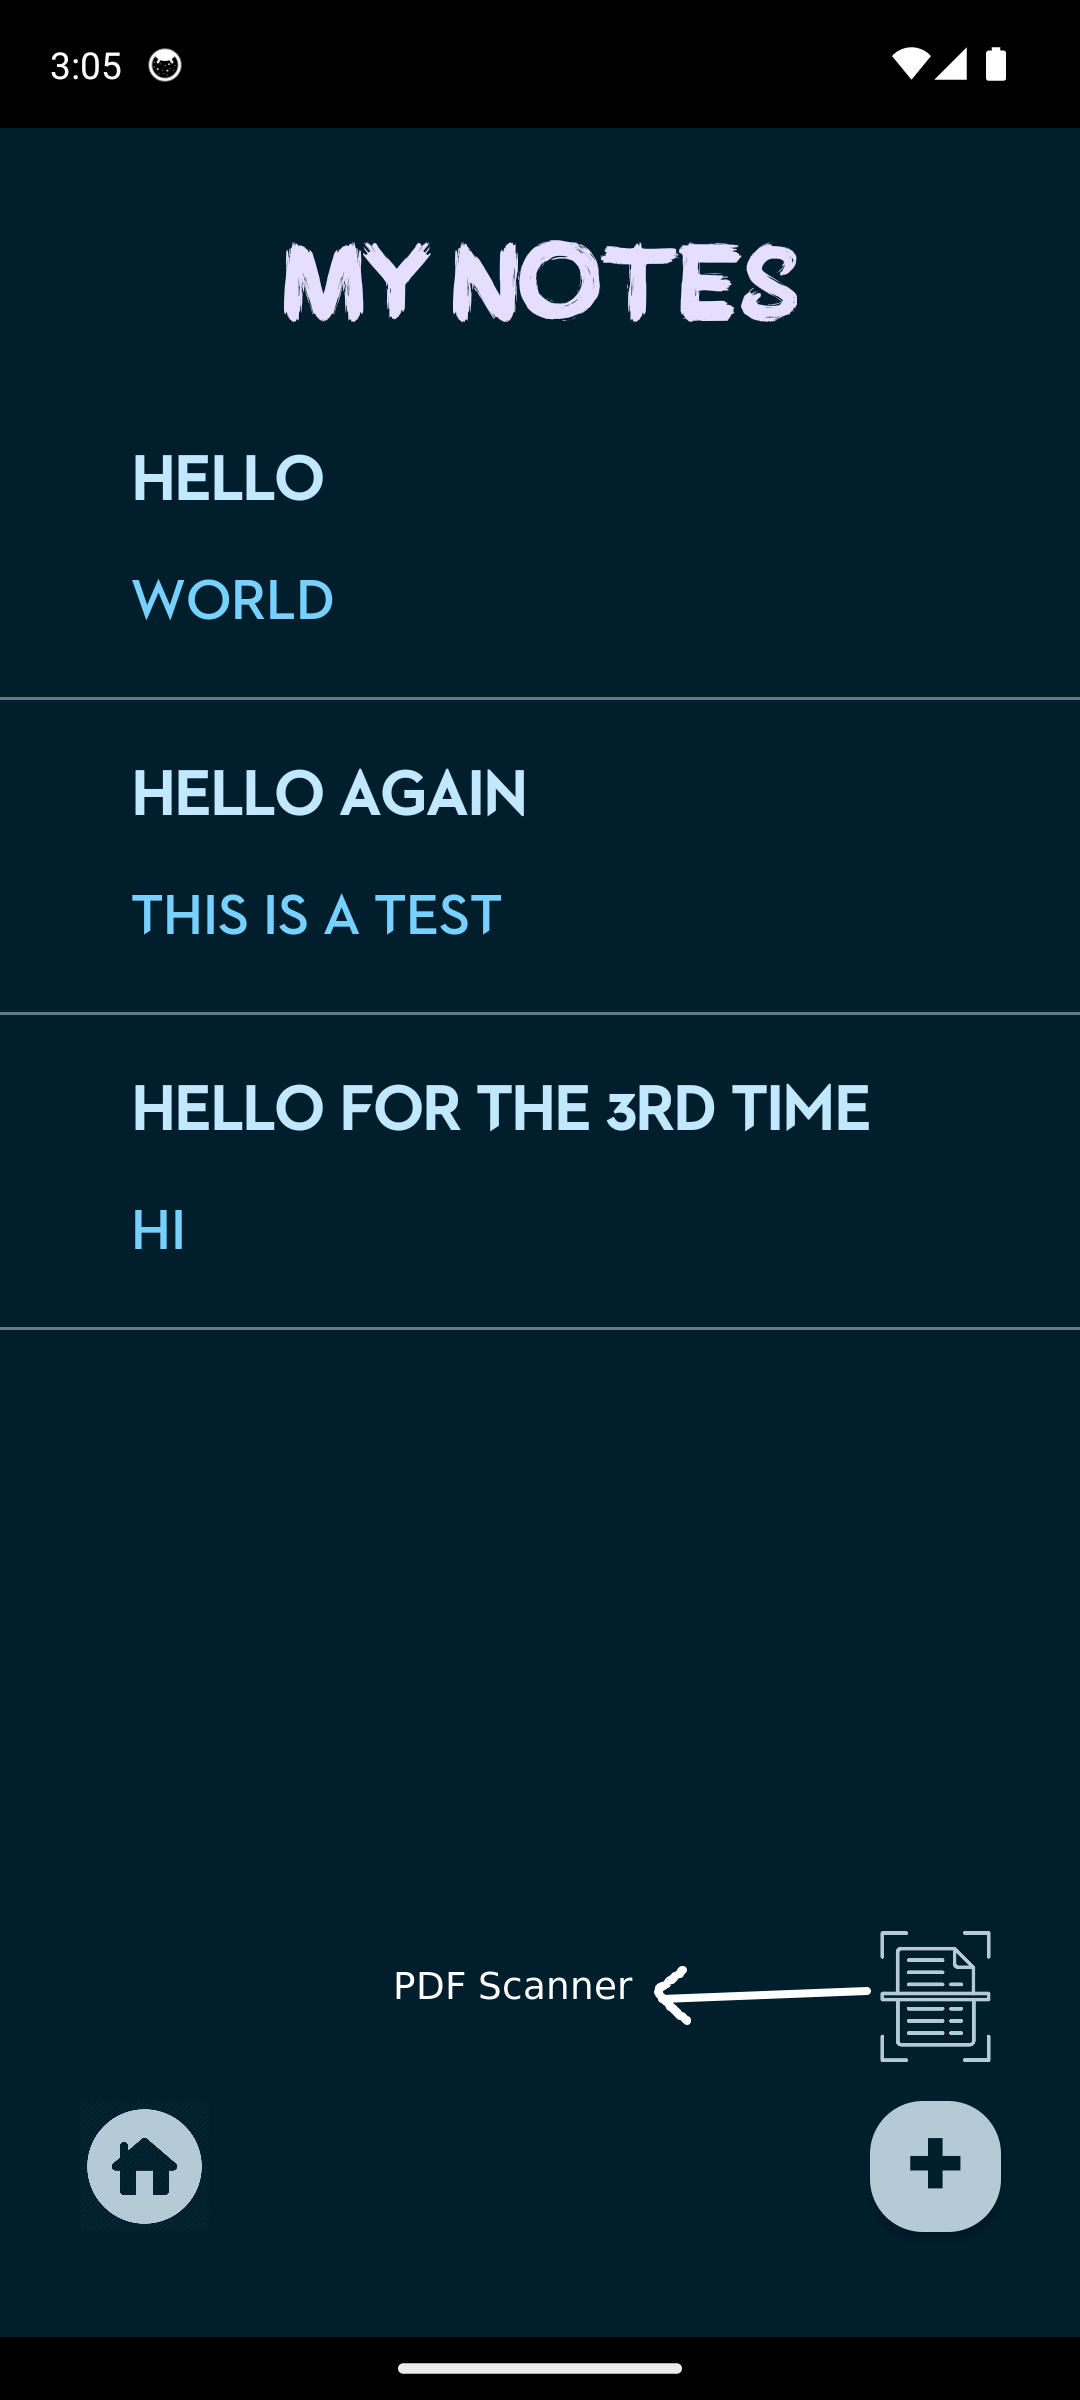 3:05
MY NOTES
HELLO
WORLD
HELLO AGAIN
THIS IS A TEST
HELLO FOR THE 3RD TIME
HI
PDF Scanner